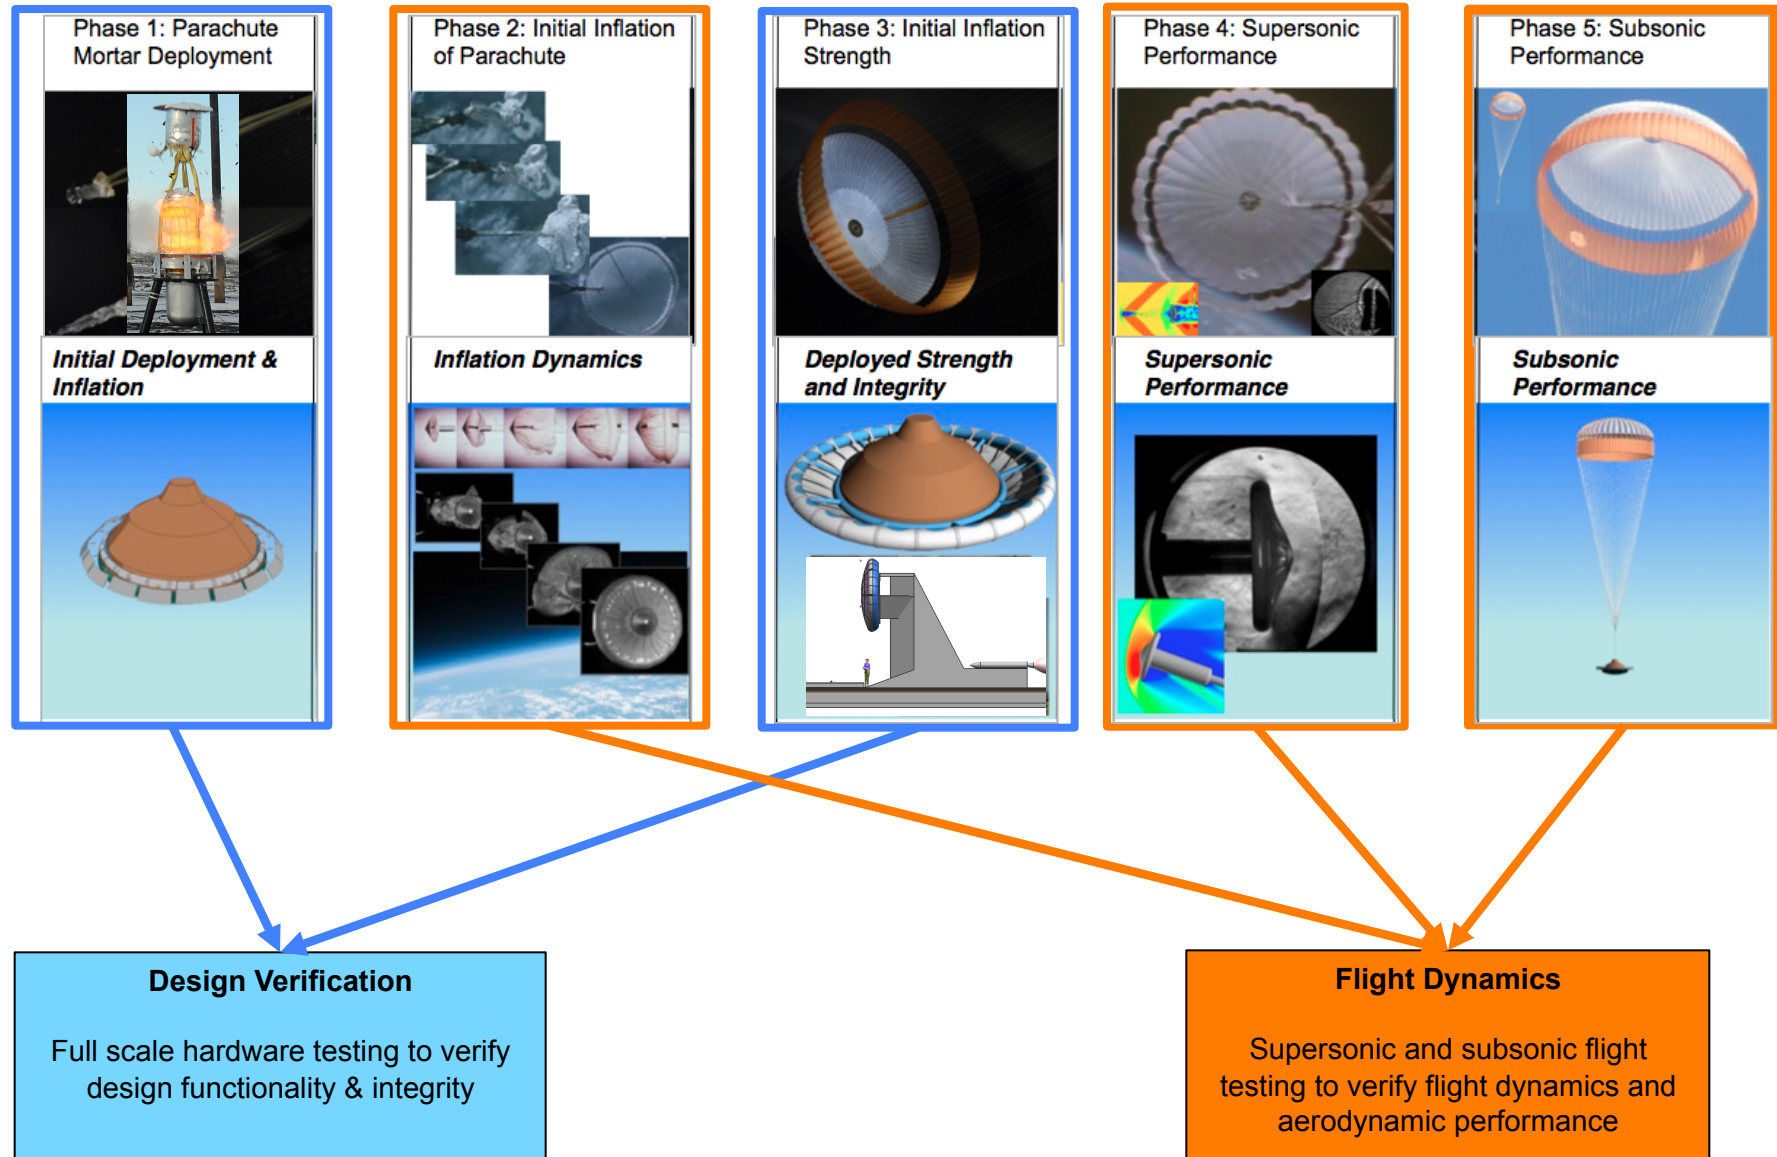 Phase 1: Parachute
Mortar Deployment
Initial Deployment &
Inflation
Phase 2: Initial Inflation
of Parachute
Inflation Dynamics
Phase 3: Initial Inflation
Strength
Deployed Strength
and Integrity
Phase 4: Supersonic
Performance
Supersonic
Performance
Phase 5: Subsonic
Performance
Subsonic
Performance
Design Verification
Full scale hardware testing to verify
design functionality & integrity
Flight Dynamics
Supersonic and subsonic flight
testing to verify flight dynamics and
aerodynamic performance